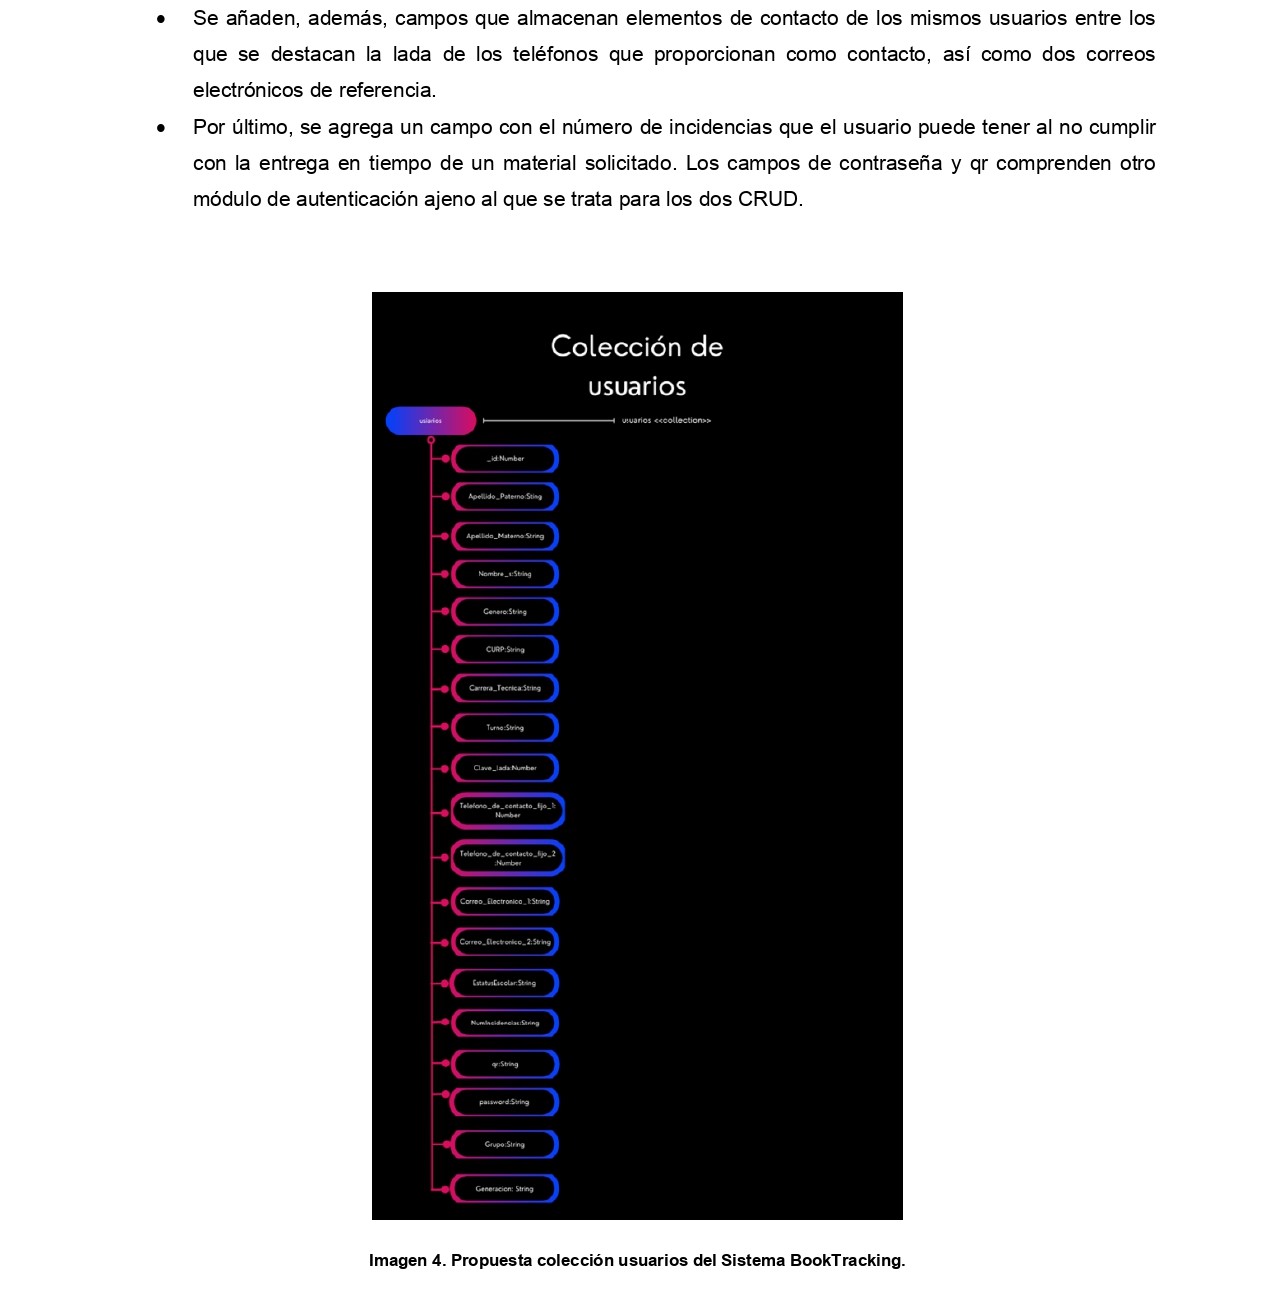 • Se añaden, además, campos que almacenan elementos de contacto de los mismos usuarios entre los
que se destacan la lada de los teléfonos que proporcionan como contacto, así como dos correos
electrónicos de referencia.
• Por último, se agrega un campo con el número de incidencias que el usuario puede tener al no cumplir
con la entrega en tiempo de un material solicitado. Los campos de contraseña y qr comprenden otro
módulo de autenticación ajeno al que se trata para los dos CRUD.
Colección de
usuarios
usiarios
usuarios <<collection>>
_id:Number
Apellido_Paterno:Sting
Apellido_Materno:String
Nombre_s:String
Genero:String
CURP:String
Carrera_Tecnica:String
Turno:String
Clave_lada:Number
Telefono_de_contacto_fijo_1:
Number
Telefono_de_contacto_fijo_2
:Number
Correo_Electronico_1:String
Correo_Electronico_2:String
EstatusEscolar:String
NumIncidencias:String
qr:String
password:String
Grupo:String
Generacion: String
Imagen 4. Propuesta colección usuarios del Sistema BookTracking.